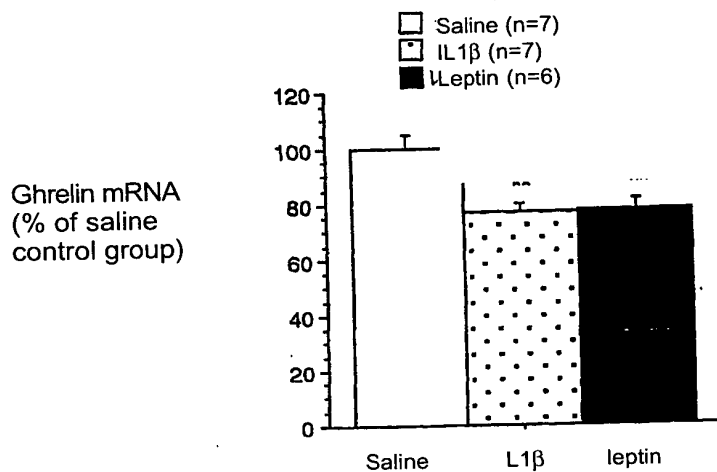 Saline (n=7)
IL1β (n=7)
Leptin (n=6)
Ghrelin mRNA
(% of saline
control group)
120
100
80
60
40
20
0
Saline
L1β
leptin